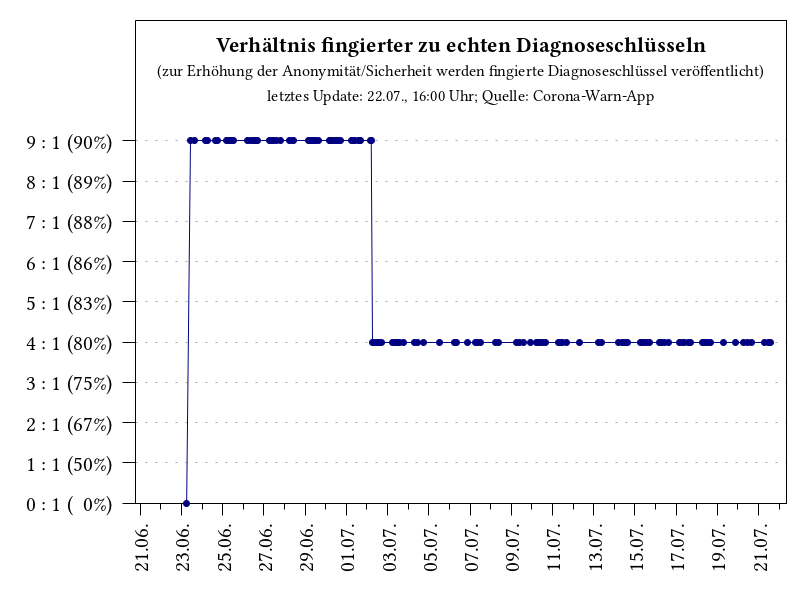 Verhältnis fingierter zu echten Diagnoseschlüsseln
(zur Erhöhung der Anonymität/Sicherheit werden fingierte Diagnoseschlüssel veröffentlicht)
letztes Update: 22.07., 16:00 Uhr; Quelle: Corona-Warn-App
9 : 1 (90%)
8 : 1 (89%)
7 : 1 (88%)
6 : 1 (86%)
5 : 1 (83%)
4 : 1 (80%)
3 : 1 (75%)
2 : 1 (67%)
1 : 1 (50%)
0 : 1 ( 0%)
21.06.
23.06.
25.06.
27.06.
29.06.
01.07.
03.07.
05.07.
07.07.
09.07.
11.07.
13.07.
15.07.
17.07.
19.07.
21.07.